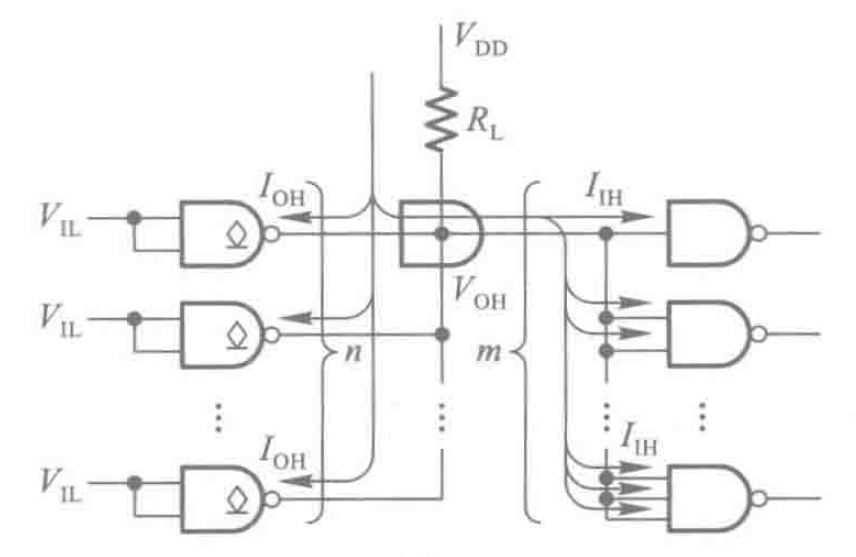 V_DD
R_L
I_OH
I_IH
V_IL
V_OH
V_IL
n
m
⋮ ⋮ ⋮ ⋮
I_OH
I_IH
V_IL